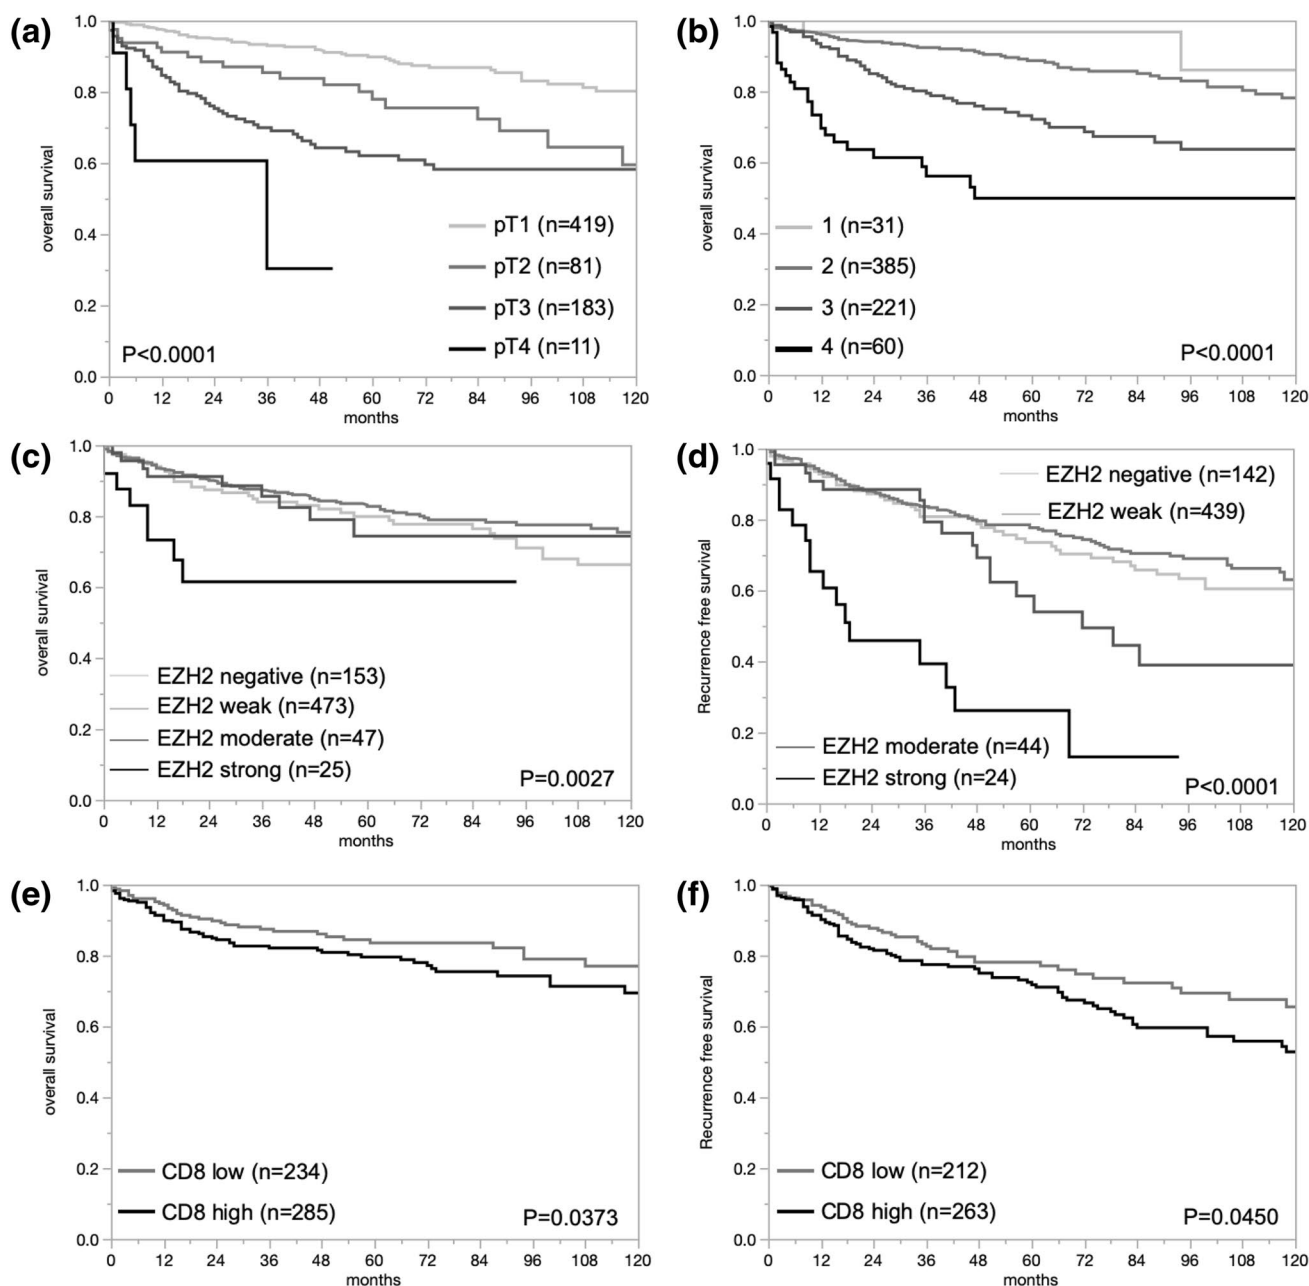 (a)
1.0
0.8
0.6
0.4
0.2
0.0
overall survival
pT1 (n=419)
pT2 (n=81)
pT3 (n=183)
pT4 (n=11)
P<0.0001
0 12 24 36 48 60 72 84 96 108 120
months
(b)
1.0
0.8
0.6
0.4
0.2
0.0
overall survival
1 (n=31)
2 (n=385)
3 (n=221)
4 (n=60)
P<0.0001
0 12 24 36 48 60 72 84 96 108 120
months
(c)
1.0
0.8
0.6
0.4
0.2
0.0
overall survival
EZH2 negative (n=153)
EZH2 weak (n=473)
EZH2 moderate (n=47)
EZH2 strong (n=25)
P=0.0027
0 12 24 36 48 60 72 84 96 108 120
months
(d)
1.0
0.8
0.6
0.4
0.2
0.0
Recurrence free survival
EZH2 negative (n=142)
EZH2 weak (n=439)
EZH2 moderate (n=44)
EZH2 strong (n=24)
P<0.0001
0 12 24 36 48 60 72 84 96 108 120
months
(e)
1.0
0.8
0.6
0.4
0.2
0.0
overall survival
CD8 low (n=234)
CD8 high (n=285)
P=0.0373
0 12 24 36 48 60 72 84 96 108 120
months
(f)
1.0
0.8
0.6
0.4
0.2
0.0
Recurrence free survival
CD8 low (n=212)
CD8 high (n=263)
P=0.0450
0 12 24 36 48 60 72 84 96 108 120
months